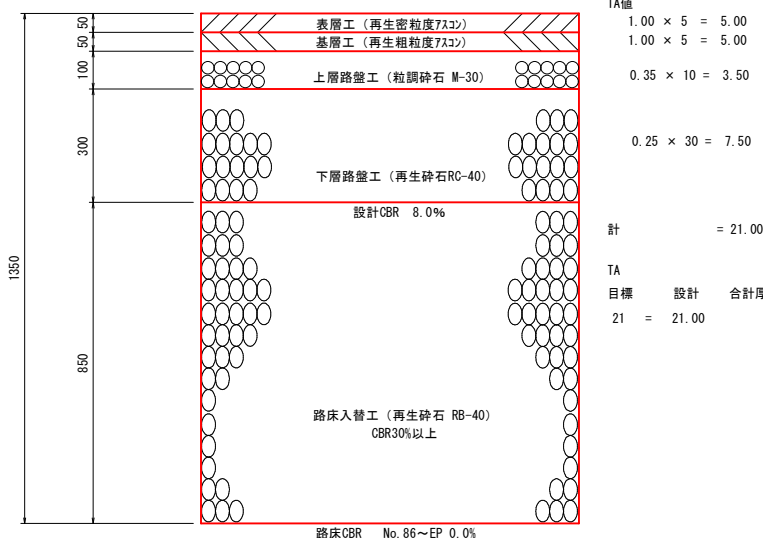 TA値
50
表層工（再生密粒度ｱｽｺﾝ）
1.00 × 5 = 5.00
50
基層工（再生粗粒度ｱｽｺﾝ）
1.00 × 5 = 5.00
100
上層路盤工（粒調砕石 M-30）
0.35 × 10 = 3.50
300
0.25 × 30 = 7.50
下層路盤工（再生砕石RC-40）
設計CBR 8.0%
計 = 21.00
1350
TA
目標 設計 合計厚
21 = 21.00
850
路床入替工（再生砕石 RB-40）
CBR30%以上
路床CBR No.86～EP 0.0%